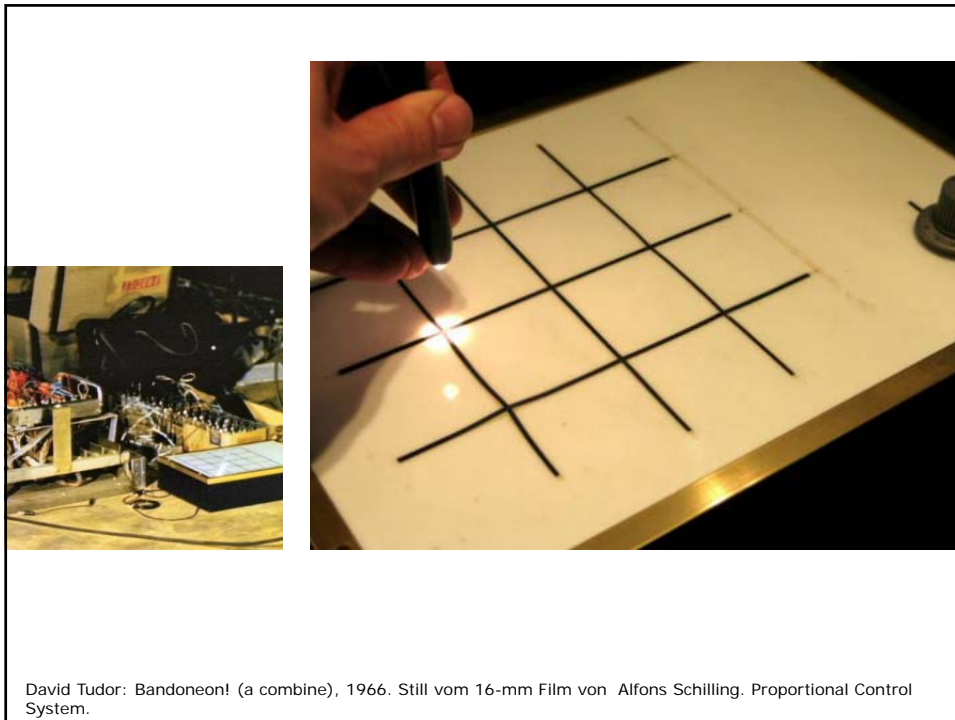 David Tudor: Bandoneon! (a combine), 1966. Still vom 16-mm Film von Alfons Schilling. Proportional Control
System.